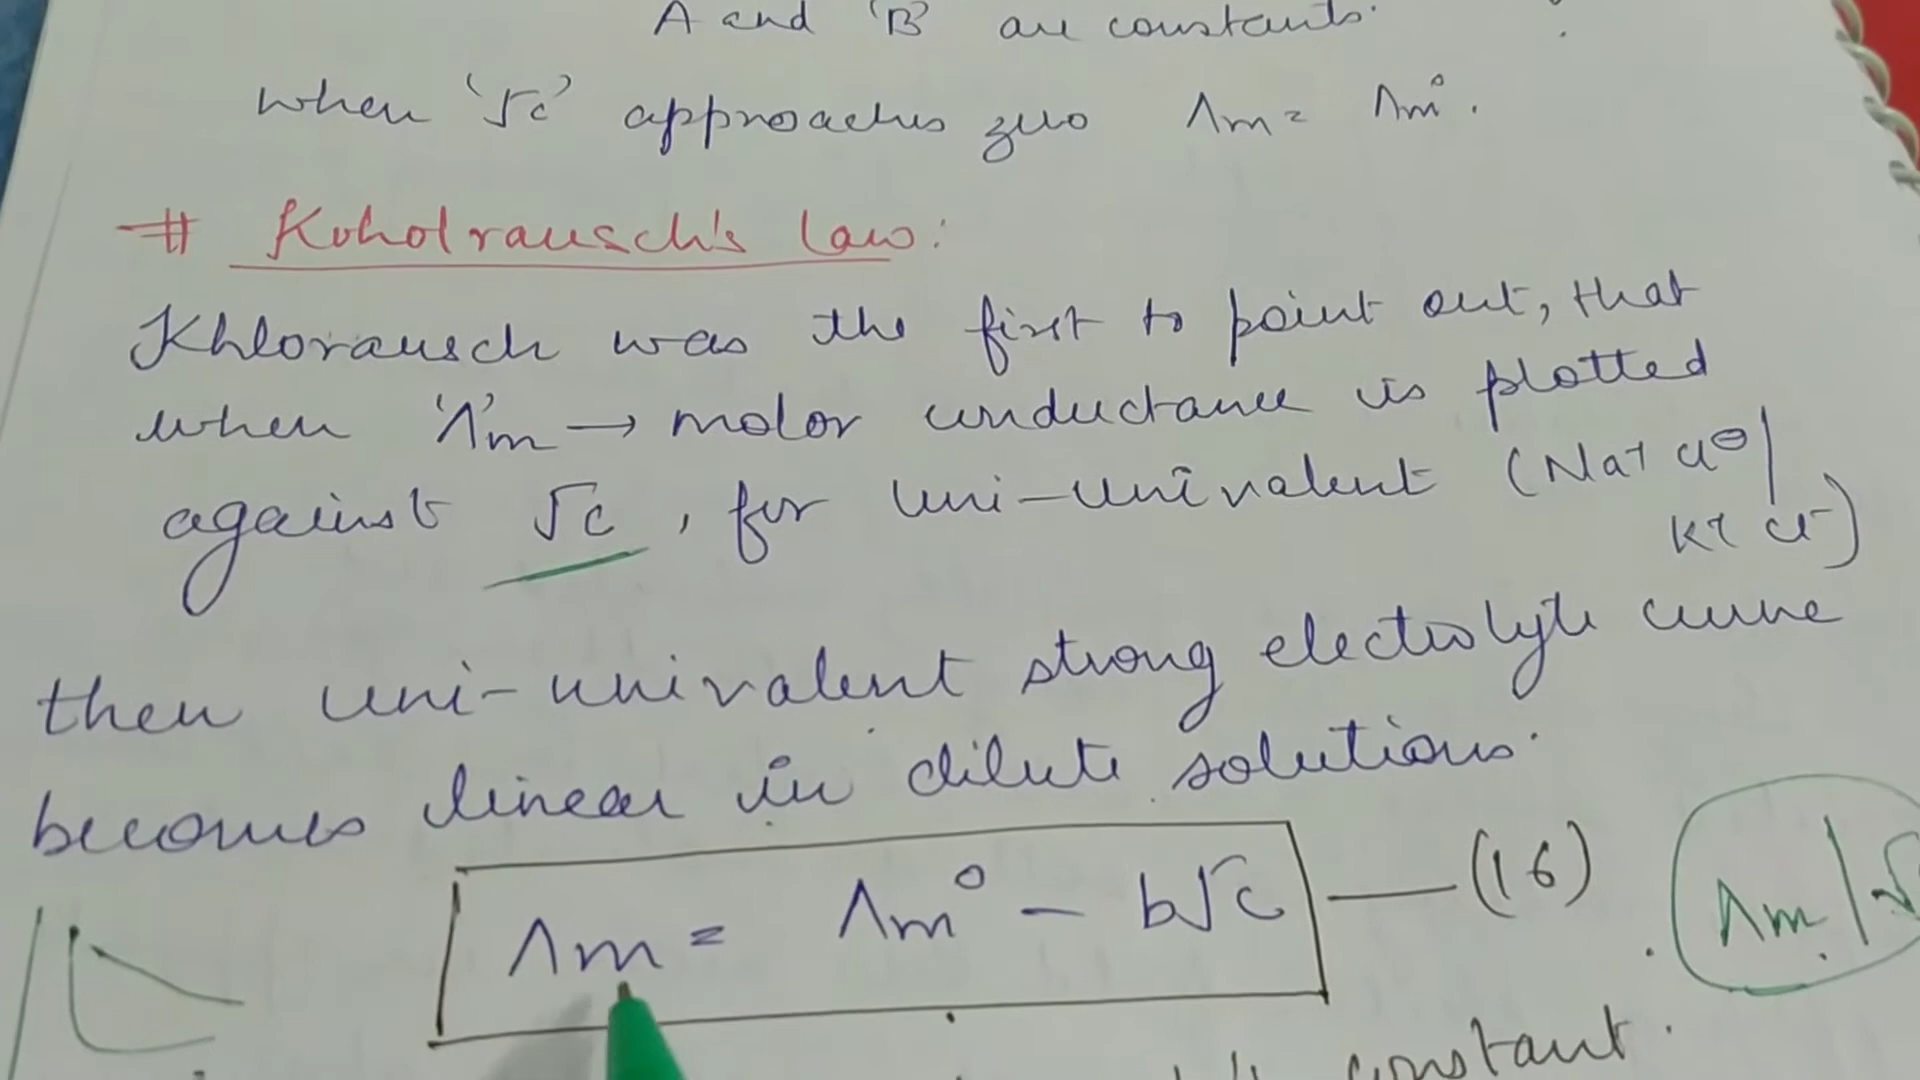 A and 'B' are constants.
when '√c' approaches zero Λm = Λm°.
# Koholrausch's law:
Khlorausch was the first to point out, that
when 'Λ'm → molor conductance is plotted
against √c, for uni-univalent (Na+ Cl⊖/
K+ Cl-)
then uni-univalent strong electrolyte curve
becomes linear in dilute solutions.
Λm = Λm° - b√c —(16)
Λm/√
constant.